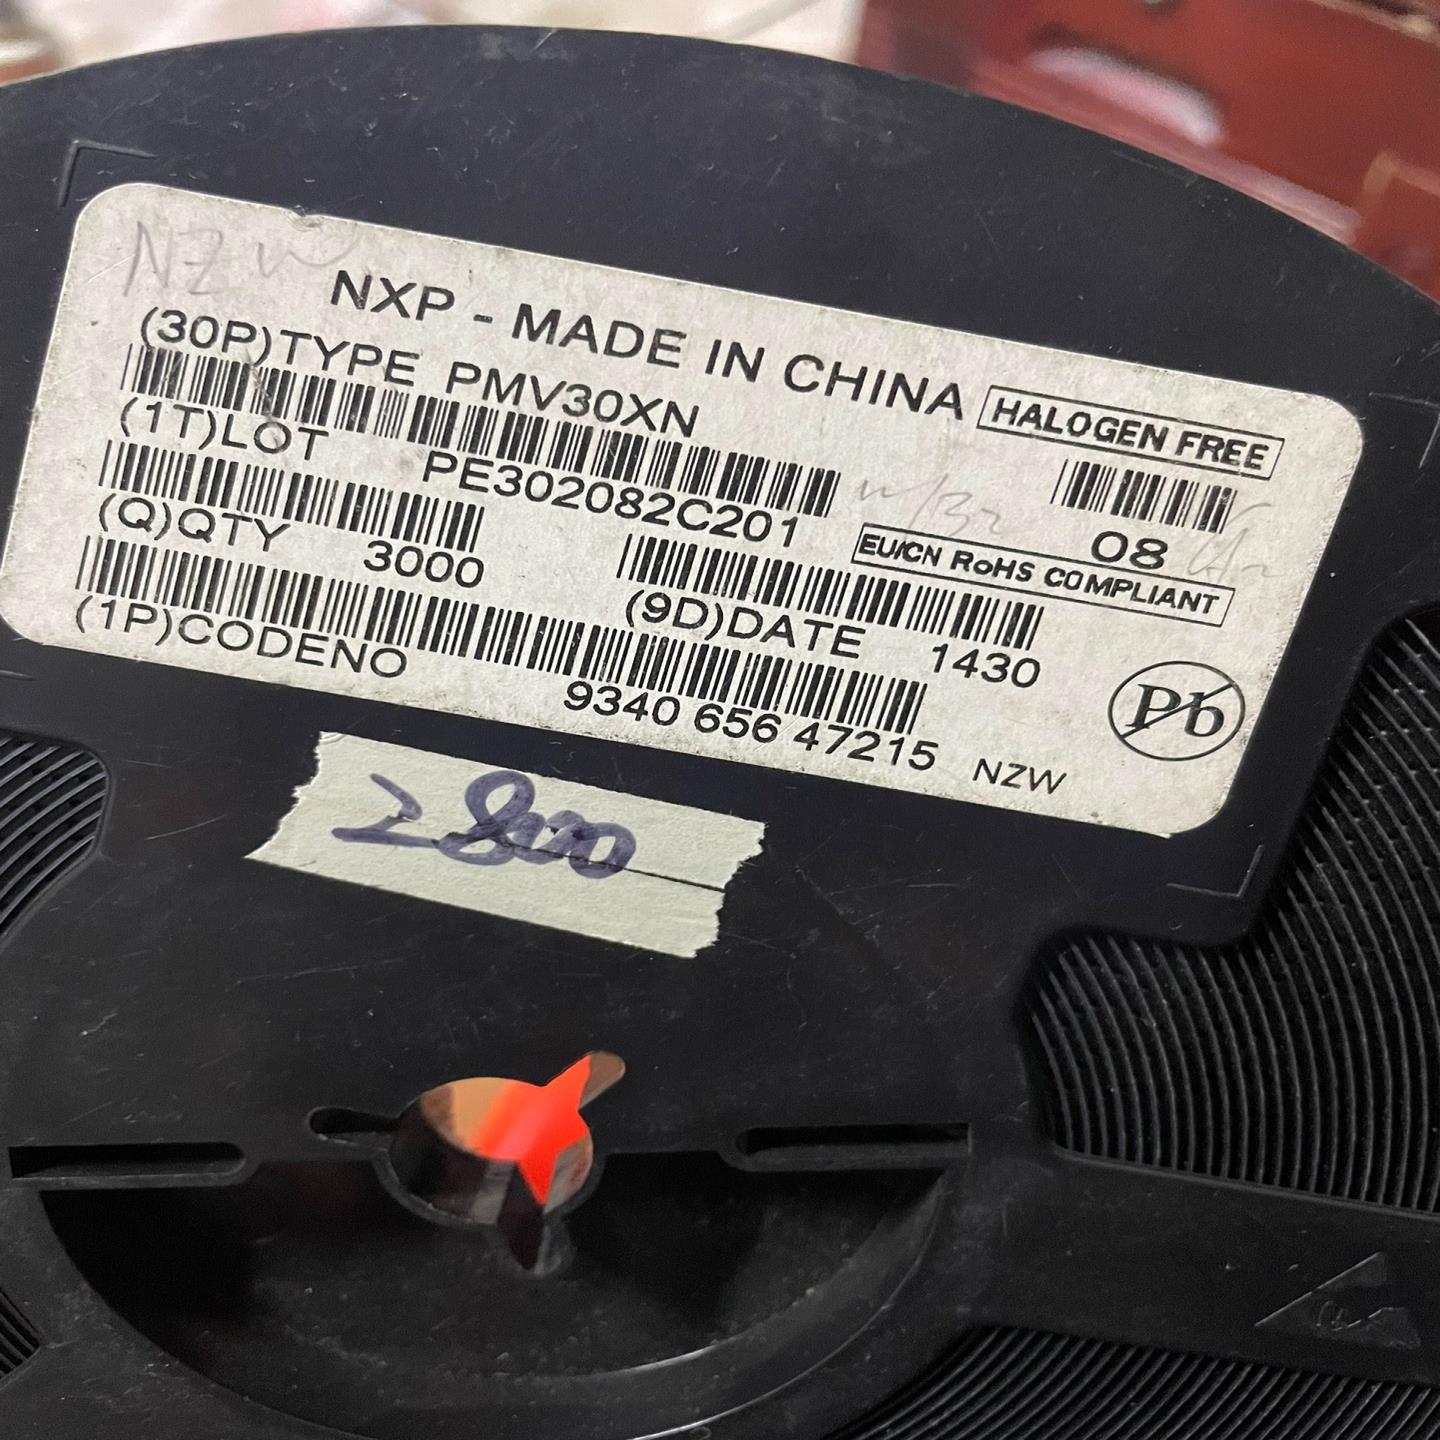 NZW
NXP - MADE IN CHINA
(30P)TYPE PMV30XN
HALOGEN FREE
(1T)LOT PE302082C201
08
EU/CN RoHS COMPLIANT
(Q)QTY 3000
(9D)DATE 1430
(1P)CODENO 9340 656 47215
NZW
Pb
2800